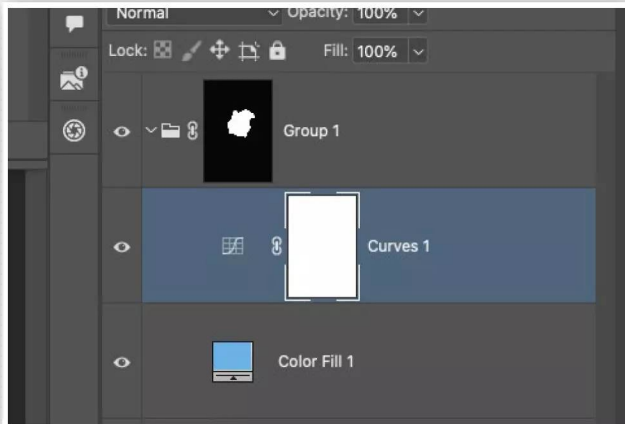 Normal Opacity: 100%
Lock: Fill: 100%
Group 1
Curves 1
Color Fill 1